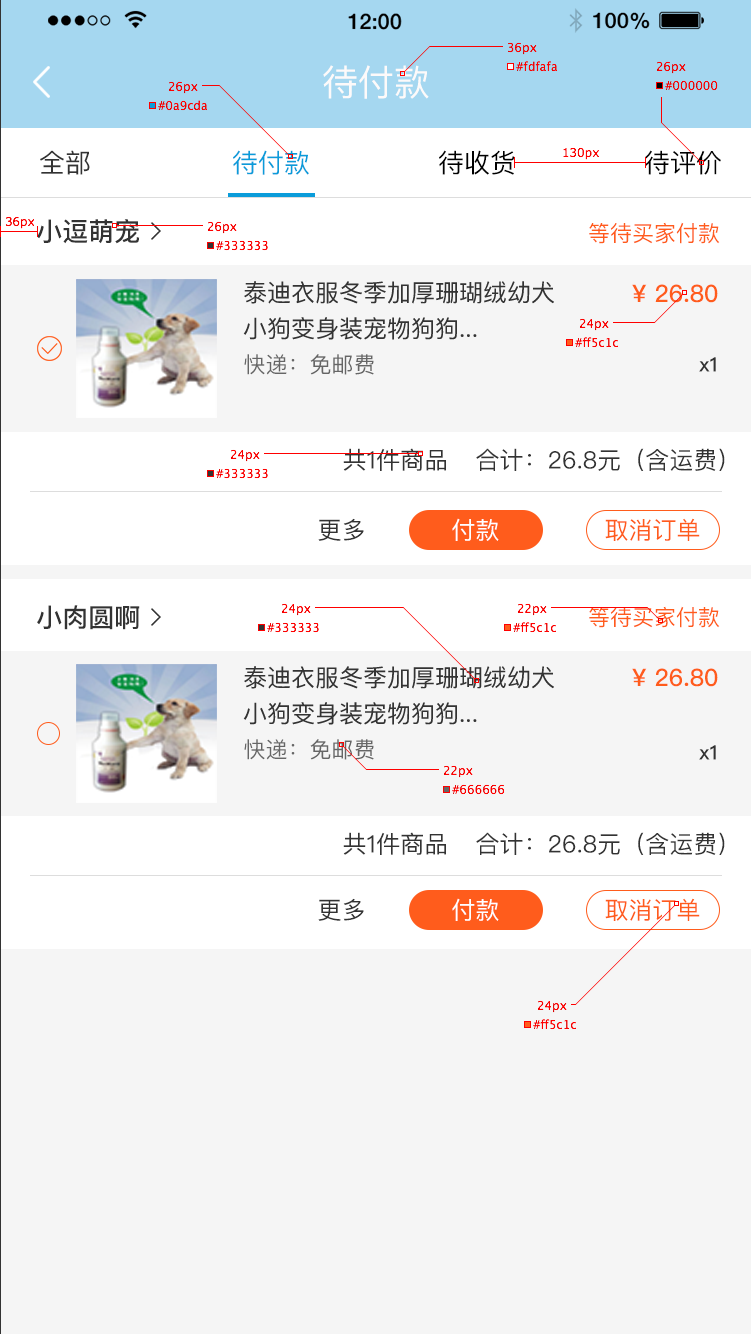 12:00
100%
36px
待付款
#fdfafa
26px
#0a9cda
26px
#000000
全部
待付款
待收货
130px
待评价
36px
小逗萌宠
26px
#333333
等待买家付款
泰迪衣服冬季加厚珊瑚绒幼犬
¥ 26.80
小狗变身装宠物狗狗...
24px
#ff5c1c
快递：免邮费
x1
24px
#333333
共1件商品 合计：26.8元（含运费）
更多
付款
取消订单
小肉圆啊
24px
#333333
22px
#ff5c1c
等待买家付款
泰迪衣服冬季加厚珊瑚绒幼犬
¥ 26.80
小狗变身装宠物狗狗...
快递：免邮费
x1
22px
#666666
共1件商品 合计：26.8元（含运费）
更多
付款
取消订单
24px
#ff5c1c